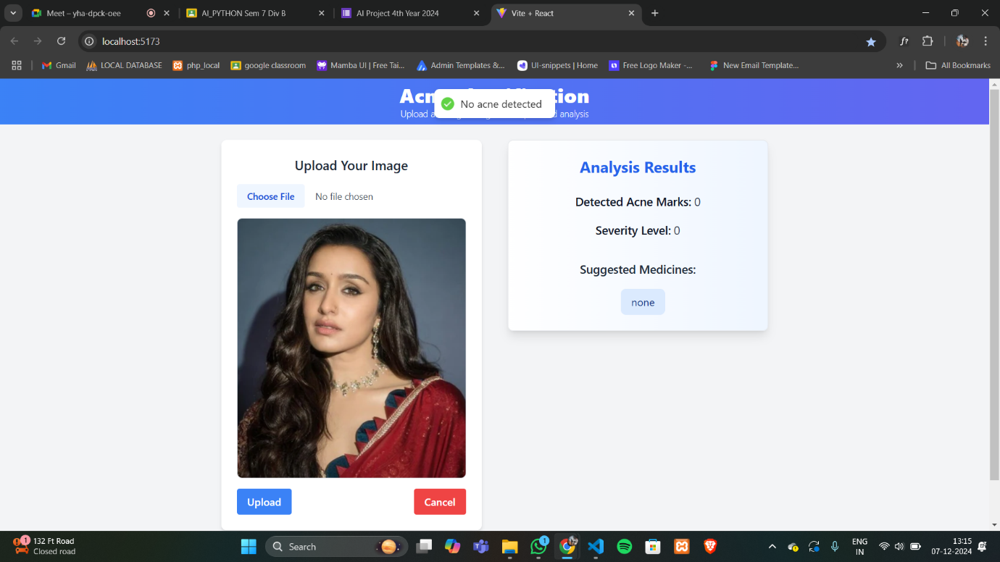 Meet – yha-dpck-oee
AI_PYTHON Sem 7 Div B
AI Project 4th Year 2024
Vite + React
localhost:5173
f?
Gmail
LOCAL DATABASE
php_local
google classroom
Mamba UI | Free Tai...
Admin Templates &...
UI-snippets | Home
Free Logo Maker -...
New Email Template...
All Bookmarks
No acne detected
Upload
analysis
Upload Your Image
Choose File No file chosen
Upload
Cancel
Analysis Results
Detected Acne Marks: 0
Severity Level: 0
Suggested Medicines:
none
1
132 Ft Road
Closed road
Search
1
ENG
IN
13:15
07-12-2024